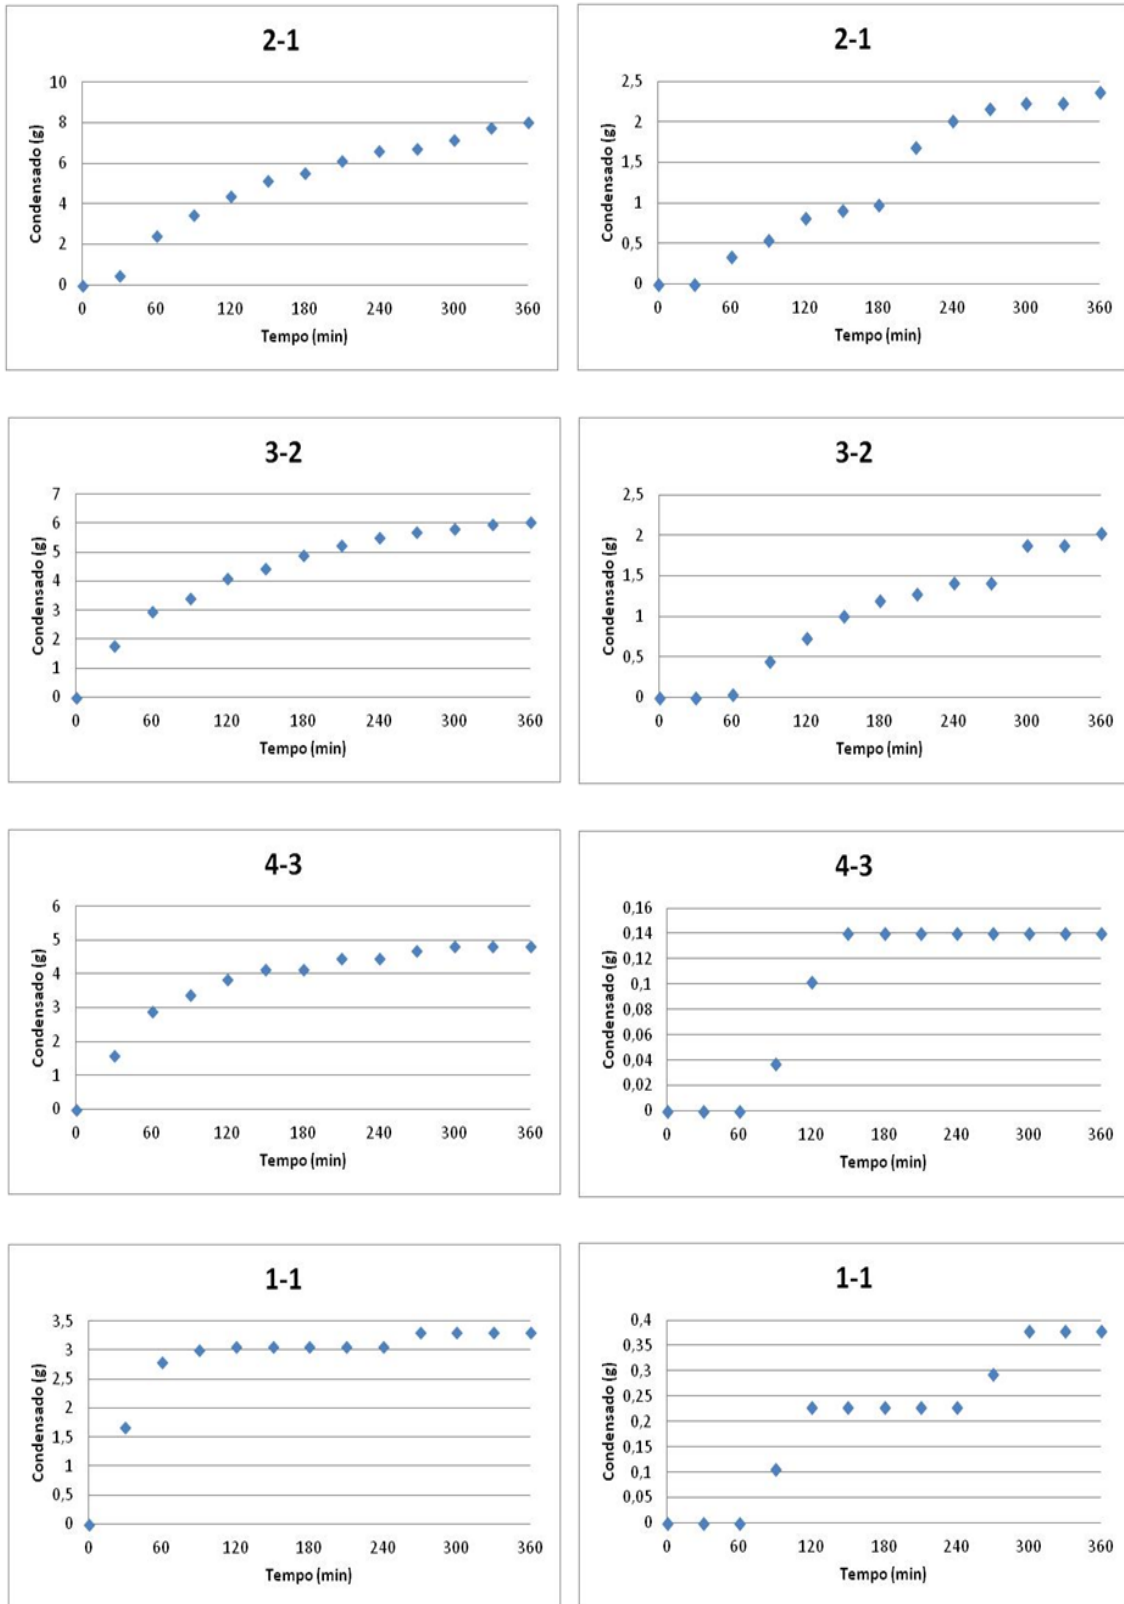 2-1
Condensado (g)
10
8
6
4
2
0
0 60 120 180 240 300 360
Tempo (min)
2-1
Condensado (g)
2,5
2
1,5
1
0,5
0
0 60 120 180 240 300 360
Tempo (min)
3-2
Condensado (g)
7
6
5
4
3
2
1
0
0 60 120 180 240 300 360
Tempo (min)
3-2
Condensado (g)
2,5
2
1,5
1
0,5
0
0 60 120 180 240 300 360
Tempo (min)
4-3
Condensado (g)
6
5
4
3
2
1
0
0 60 120 180 240 300 360
Tempo (min)
4-3
Condensado (g)
0,16
0,14
0,12
0,1
0,08
0,06
0,04
0,02
0
0 60 120 180 240 300 360
Tempo (min)
1-1
Condensado (g)
3,5
3
2,5
2
1,5
1
0,5
0
0 60 120 180 240 300 360
Tempo (min)
1-1
Condensado (g)
0,4
0,35
0,3
0,25
0,2
0,15
0,1
0,05
0
0 60 120 180 240 300 360
Tempo (min)